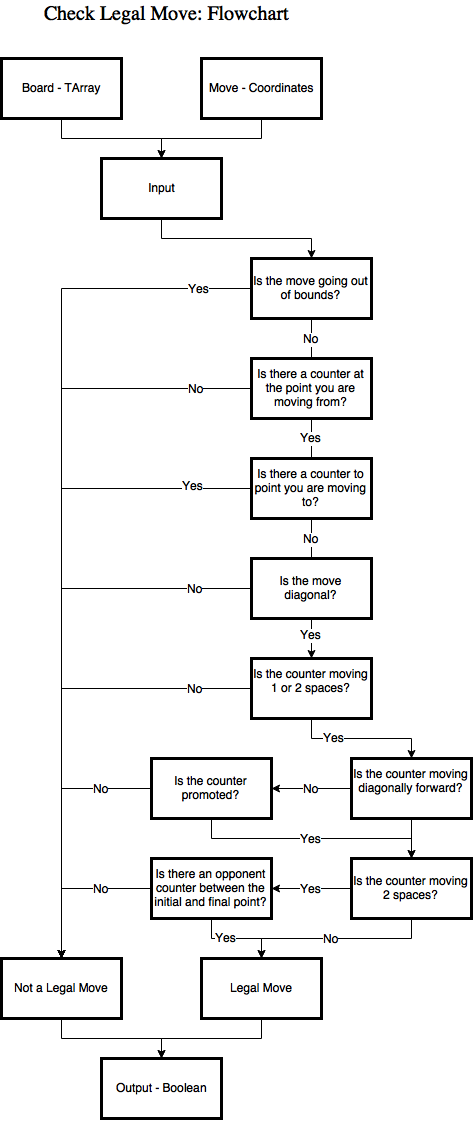 Check Legal Move: Flowchart
Board - TArray
Move - Coordinates
Input
Is the move going out
of bounds?
Yes
No
Is there a counter at
the point you are
moving from?
No
Yes
Is there a counter to
point you are moving
to?
Yes
No
Is the move
diagonal?
No
Yes
Is the counter moving
1 or 2 spaces?
No
Yes
Is the counter moving
diagonally forward?
No
Is the counter
promoted?
No
Yes
Is the counter moving
2 spaces?
Yes
Is there an opponent
counter between the
initial and final point?
No
Yes
No
Not a Legal Move
Legal Move
Output - Boolean